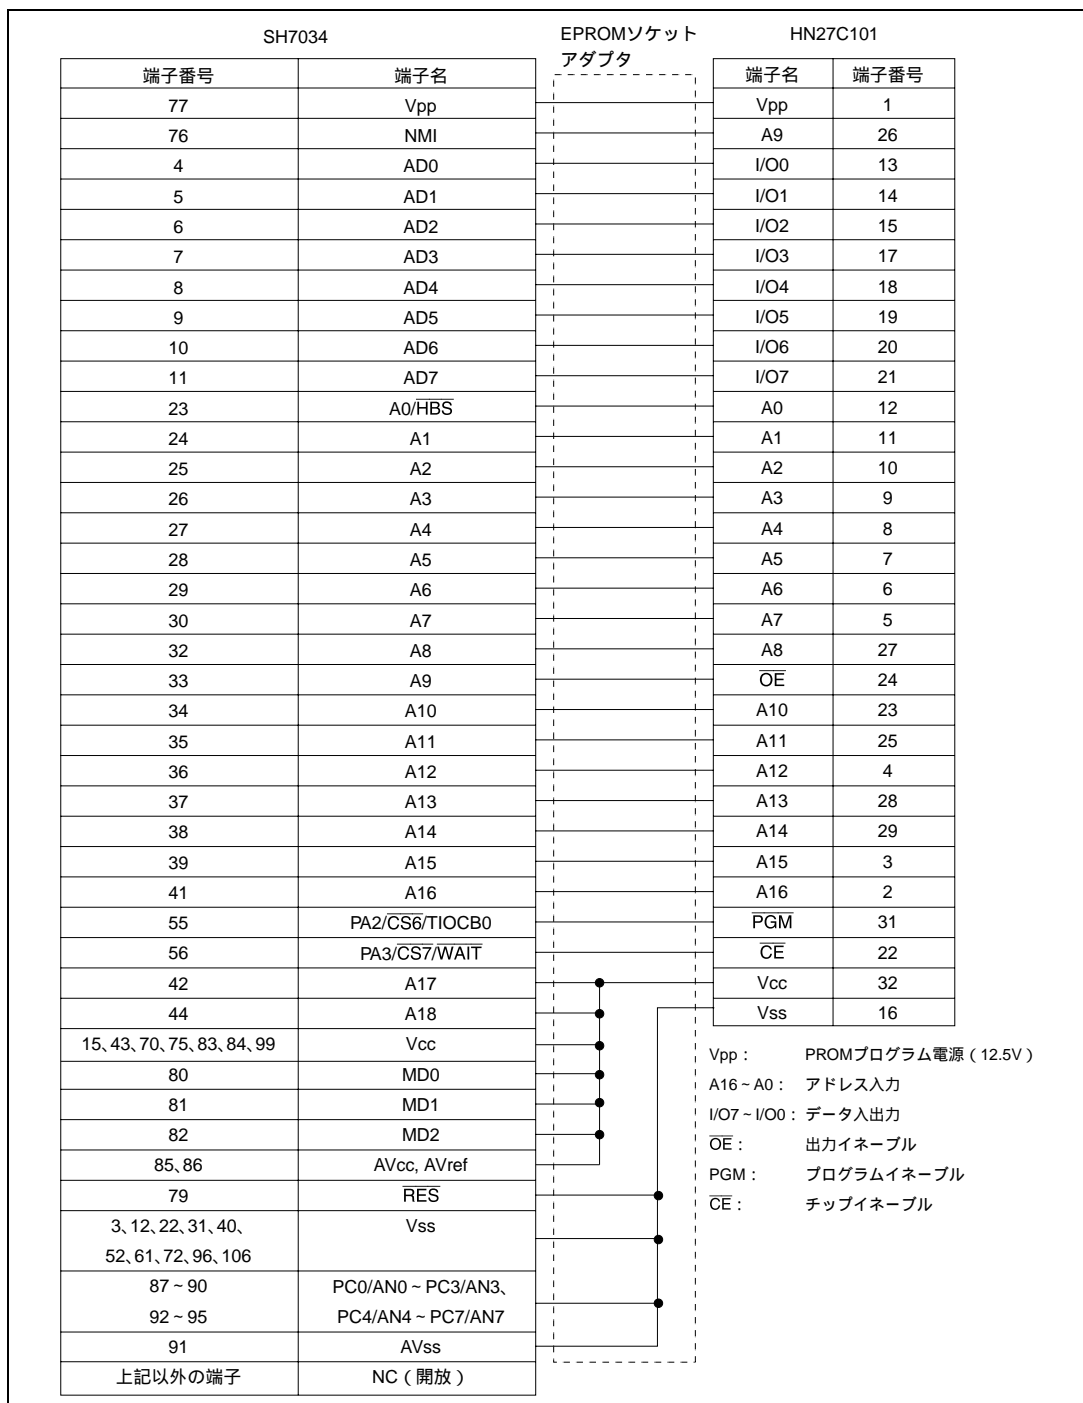 SH7034 EPROMソケット HN27C101
アダプタ
端子番号 端子名 端子名 端子番号
77 Vpp Vpp 1
76 NMI A9 26
4 AD0 I/O0 13
5 AD1 I/O1 14
6 AD2 I/O2 15
7 AD3 I/O3 17
8 AD4 I/O4 18
9 AD5 I/O5 19
10 AD6 I/O6 20
11 AD7 I/O7 21
23 A0/HBS A0 12
24 A1 A1 11
25 A2 A2 10
26 A3 A3 9
27 A4 A4 8
28 A5 A5 7
29 A6 A6 6
30 A7 A7 5
32 A8 A8 27
33 A9 OE 24
34 A10 A10 23
35 A11 A11 25
36 A12 A12 4
37 A13 A13 28
38 A14 A14 29
39 A15 A15 3
41 A16 A16 2
55 PA2/CS6/TIOCB0 PGM 31
56 PA3/CS7/WAIT CE 22
42 A17 Vcc 32
44 A18 Vss 16
15、43、70、75、83、84、99 Vcc
80 MD0
81 MD1
82 MD2
85、86 AVcc, AVref
79 RES
3、12、22、31、40、 Vss
52、61、72、96、106
87～90 PC0/AN0～PC3/AN3、
92～95 PC4/AN4～PC7/AN7
91 AVss
上記以外の端子 NC（開放）
Vpp： PROMプログラム電源（12.5V）
A16～A0： アドレス入力
I/O7～I/O0：データ入出力
OE： 出力イネーブル
PGM： プログラムイネーブル
CE： チップイネーブル